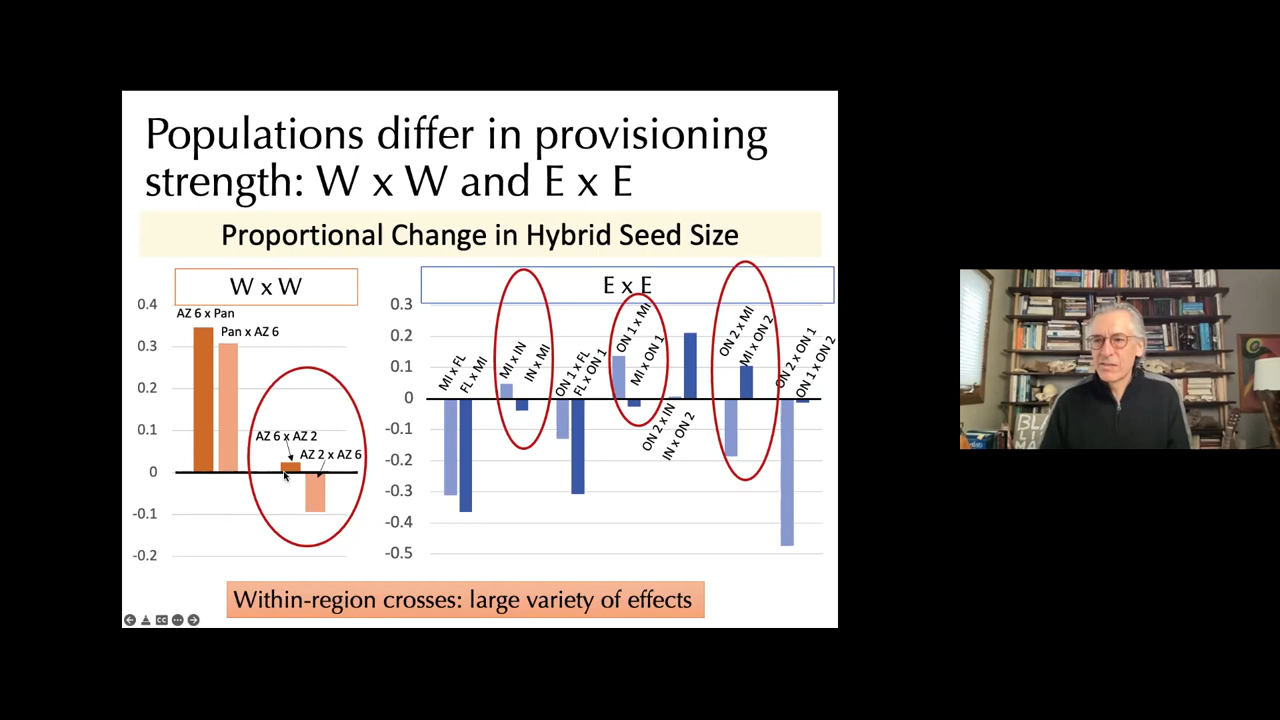 Populations differ in provisioning
strength: W x W and E x E
Proportional Change in Hybrid Seed Size
W x W
0.4
0.3
0.2
0.1
0
-0.1
-0.2
AZ 6 x Pan
Pan x AZ 6
AZ 6 x AZ 2
AZ 2 x AZ 6
E x E
0.3
0.2
0.1
0
-0.1
-0.2
-0.3
-0.4
-0.5
MI x FL
FL x MI
MI x IN
IN x MI
ON 1 x FL
FL x ON 1
ON 1 x MI
MI x ON 1
ON 2 x IN
IN x ON 2
ON 2 x MI
MI x ON 2
ON 2 x ON 1
ON 1 x ON 2
Within-region crosses: large variety of effects
CC